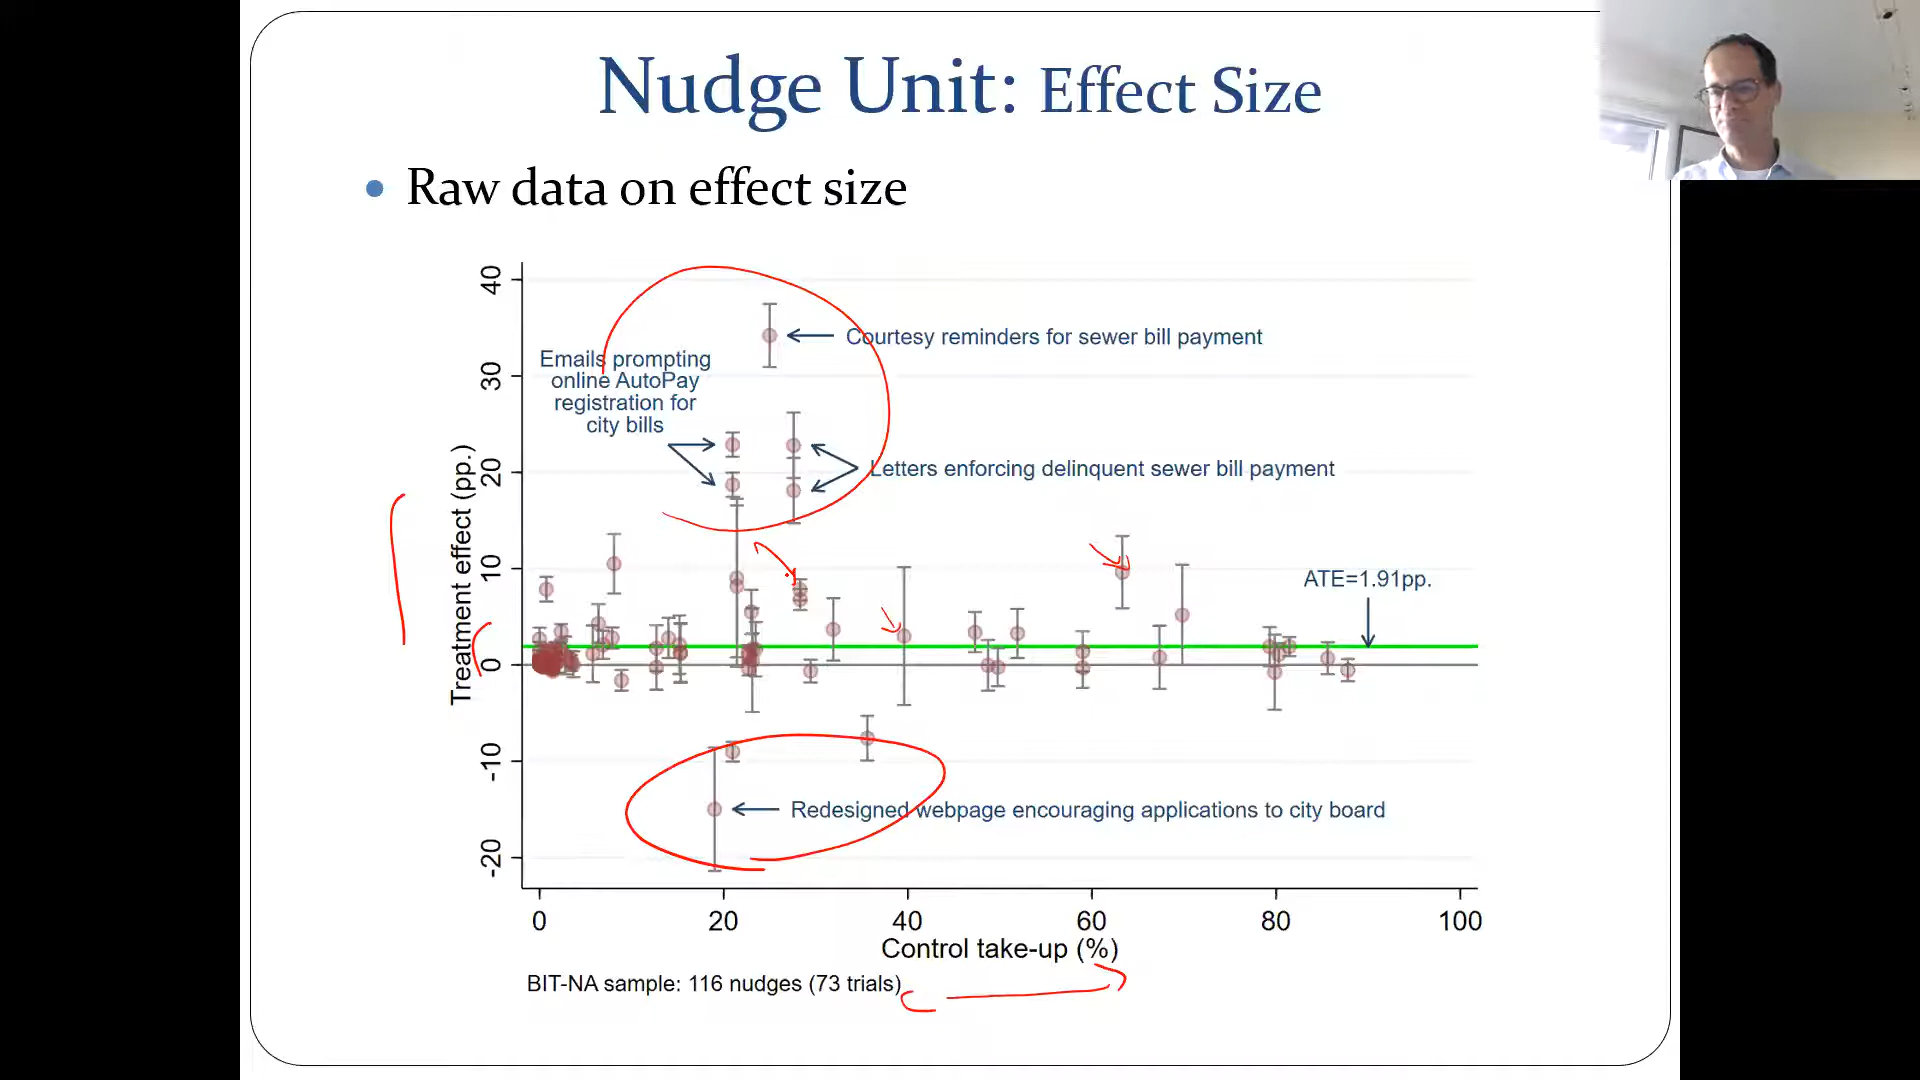 Nudge Unit: Effect Size
• Raw data on effect size
Treatment effect (pp.)
40
30
20
10
0
-10
-20
Courtesy reminders for sewer bill payment
Emails prompting
online AutoPay
registration for
city bills
Letters enforcing delinquent sewer bill payment
ATE=1.91pp.
Redesigned webpage encouraging applications to city board
0 20 40 60 80 100
Control take-up (%)
BIT-NA sample: 116 nudges (73 trials)